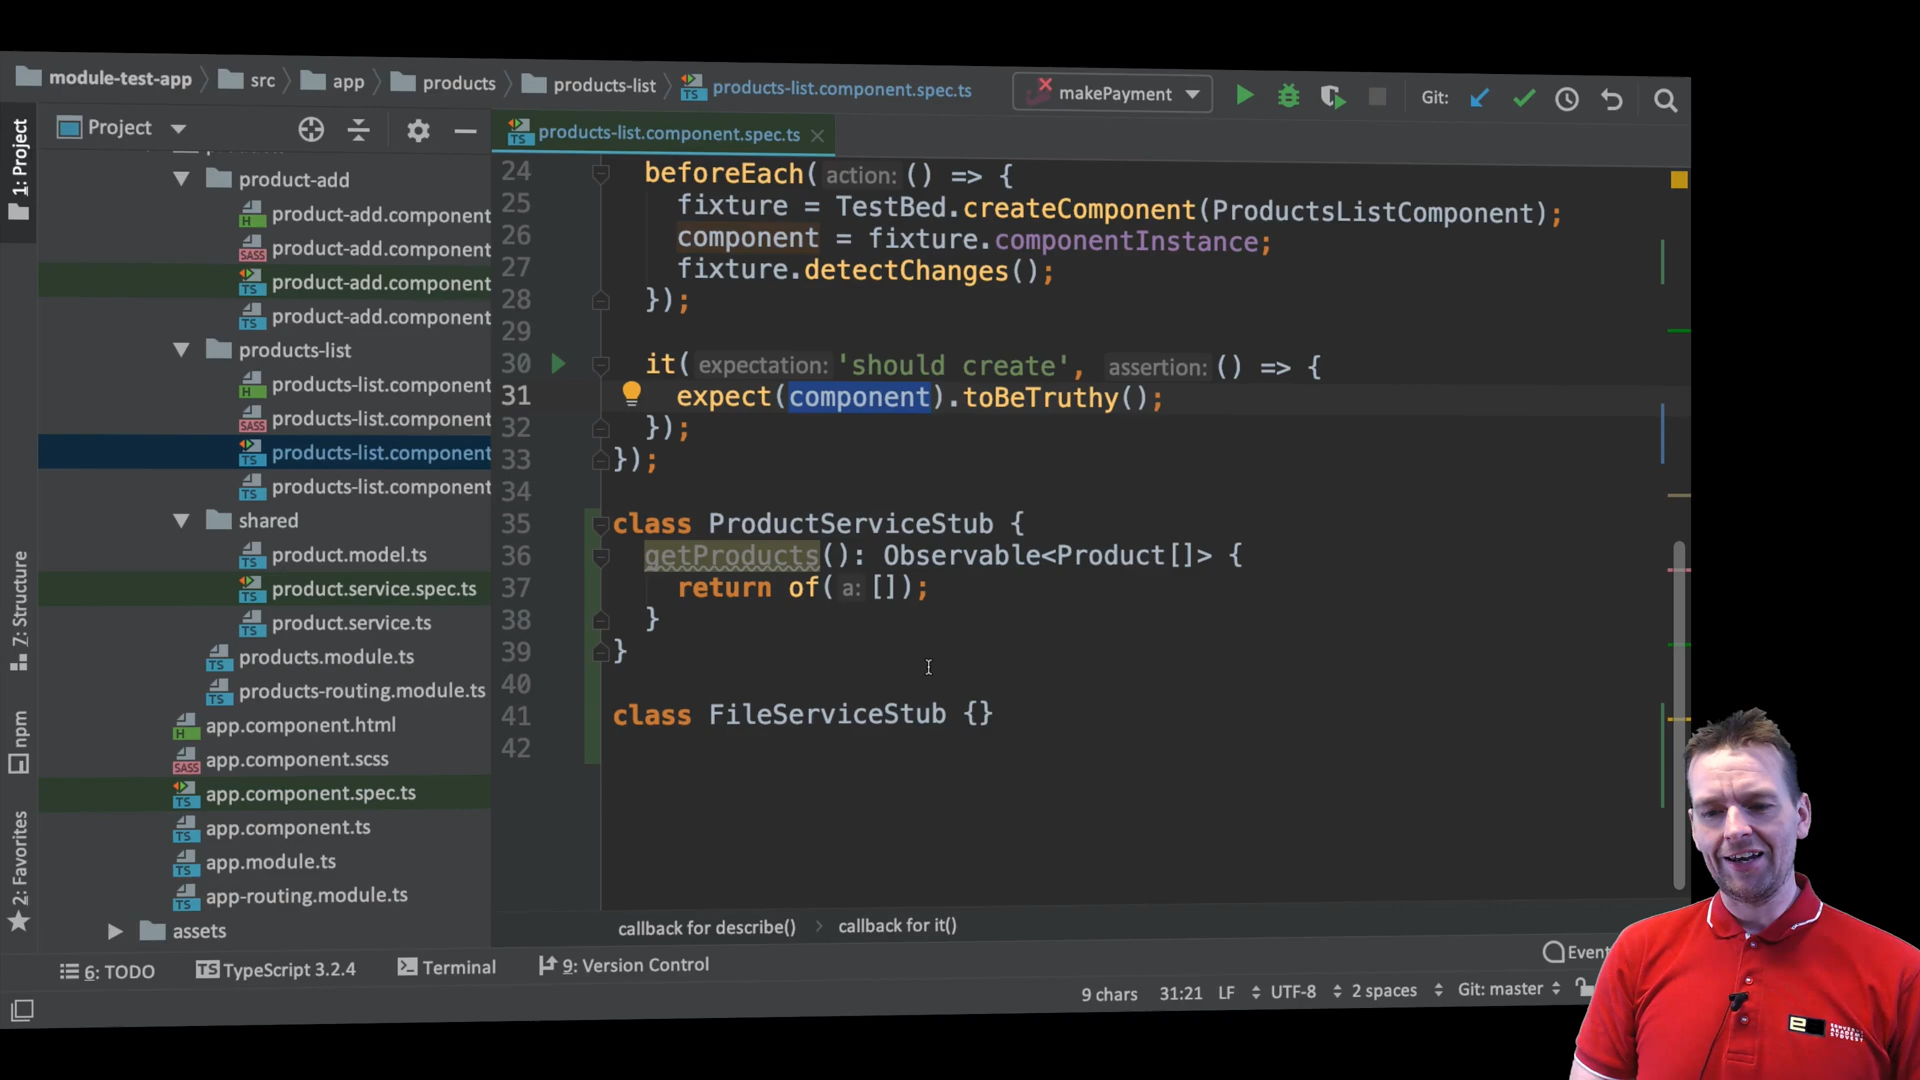 module-test-app
src
app
products
products-list
products-list.component.spec.ts
makePayment
Git:
1: Project
Project
products-list.component.spec.ts
product-add
product-add.component
product-add.component
product-add.component
product-add.component
products-list
products-list.component
products-list.component
products-list.component
products-list.component
shared
product.model.ts
product.service.spec.ts
product.service.ts
products.module.ts
products-routing.module.ts
app.component.html
app.component.scss
app.component.spec.ts
app.component.ts
app.module.ts
app-routing.module.ts
assets
7: Structure
npm
2: Favorites
24 beforeEach( action: () => {
25 fixture = TestBed.createComponent(ProductsListComponent);
26 component = fixture.componentInstance;
27 fixture.detectChanges();
28 });
29
30 it( expectation: 'should create', assertion: () => {
31 expect(component).toBeTruthy();
32 });
33 });
34
35 class ProductServiceStub {
36 getProducts(): Observable<Product[]> {
37 return of( a: []);
38 }
39 }
40
41 class FileServiceStub {}
42
callback for describe() › callback for it()
6: TODO
TypeScript 3.2.4
Terminal
9: Version Control
Event
9 chars 31:21 LF UTF-8 2 spaces Git: master